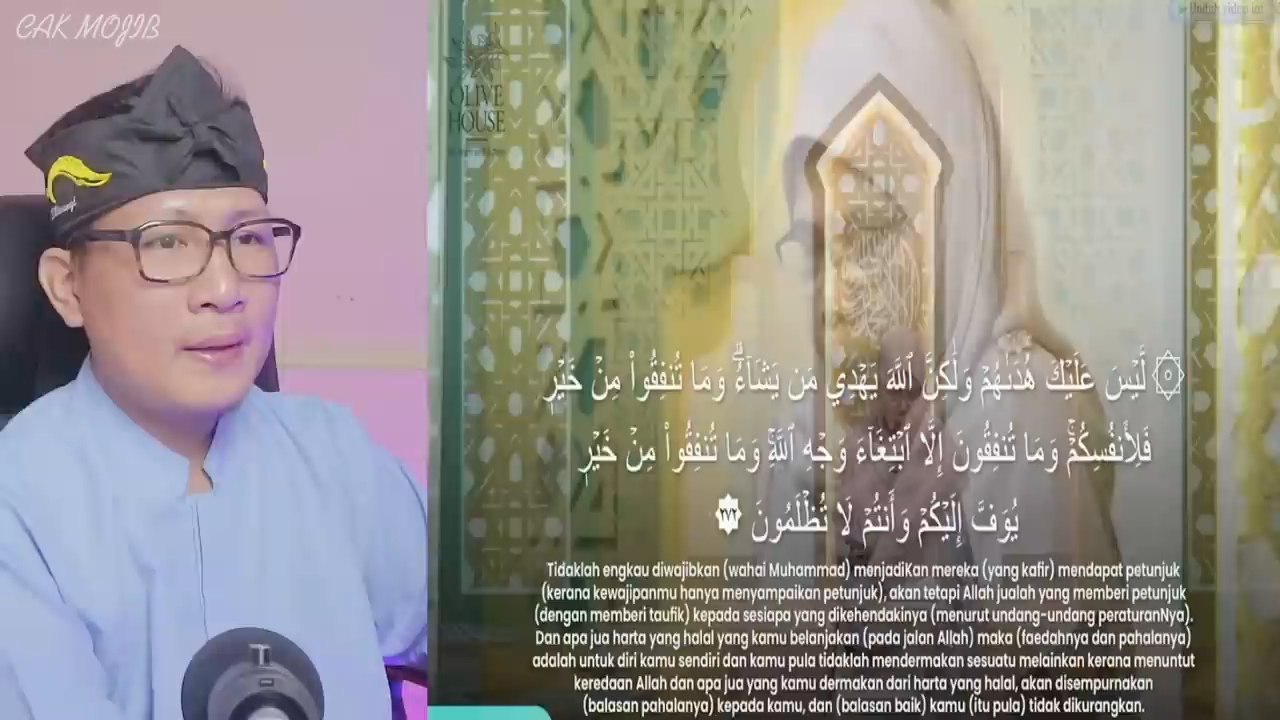 CAK MOJIB
Unduh video ini
OLIVE
HOUSE
۞ لَّيْسَ عَلَيْكَ هُدَىٰهُمْ وَلَٰكِنَّ ٱللَّهَ يَهْدِي مَن يَشَآءُۗ وَمَا تُنفِقُوا۟ مِنْ خَيْرٍ
فَلِأَنفُسِكُمْۚ وَمَا تُنفِقُونَ إِلَّا ٱبْتِغَآءَ وَجْهِ ٱللَّهِۚ وَمَا تُنفِقُوا۟ مِنْ خَيْرٍ
يُوَفَّ إِلَيْكُمْ وَأَنتُمْ لَا تُظْلَمُونَ ٢٧٢
Tidaklah engkau diwajibkan (wahai Muhammad) menjadiKan mereka (yang kafir) mendapat petunjuk
(kerana kewajipanmu hanya menyampaikan petunjuk), akan tetapi Allah jualah yang memberi petunjuk
(dengan memberi taufik) kepada sesiapa yang dikehendakinya (menurut undang-undang peraturanNya).
Dan apa jua harta yang halal yang kamu belanjakan (pada jalan Allah) maka (faedahnya dan pahalanya)
adalah untuk diri kamu sendiri dan kamu pula tidaklah mendermakan sesuatu melainkan kerana menuntut
keredaan Allah dan apa jua yang kamu dermakan dari harta yang halal, akan disempurnakan
(balasan pahalanya) kepada kamu, dan (balasan baik) kamu (itu pula) tidak dikurangkan.